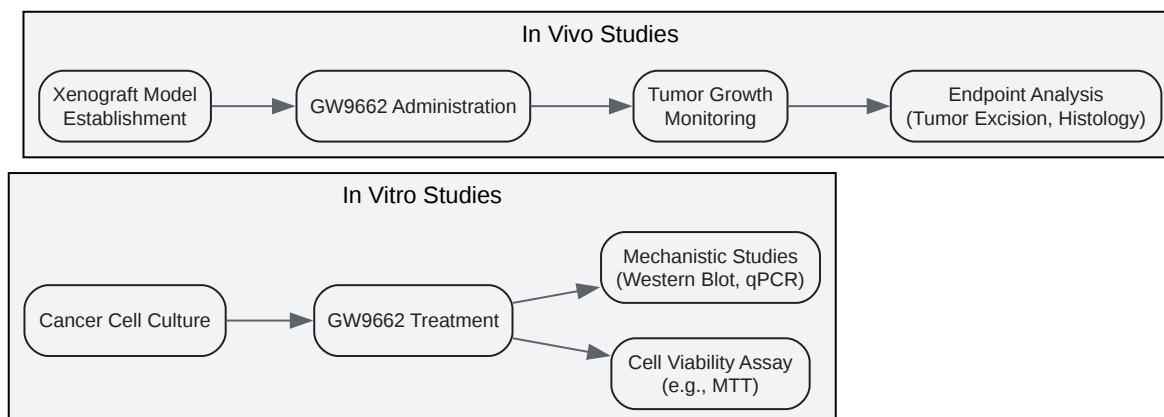 In Vivo Studies
Xenograft Model
Establishment
GW9662 Administration
Tumor Growth
Monitoring
Endpoint Analysis
(Tumor Excision, Histology)
In Vitro Studies
Cancer Cell Culture
GW9662 Treatment
Mechanistic Studies
(Western Blot, qPCR)
Cell Viability Assay
(e.g., MTT)